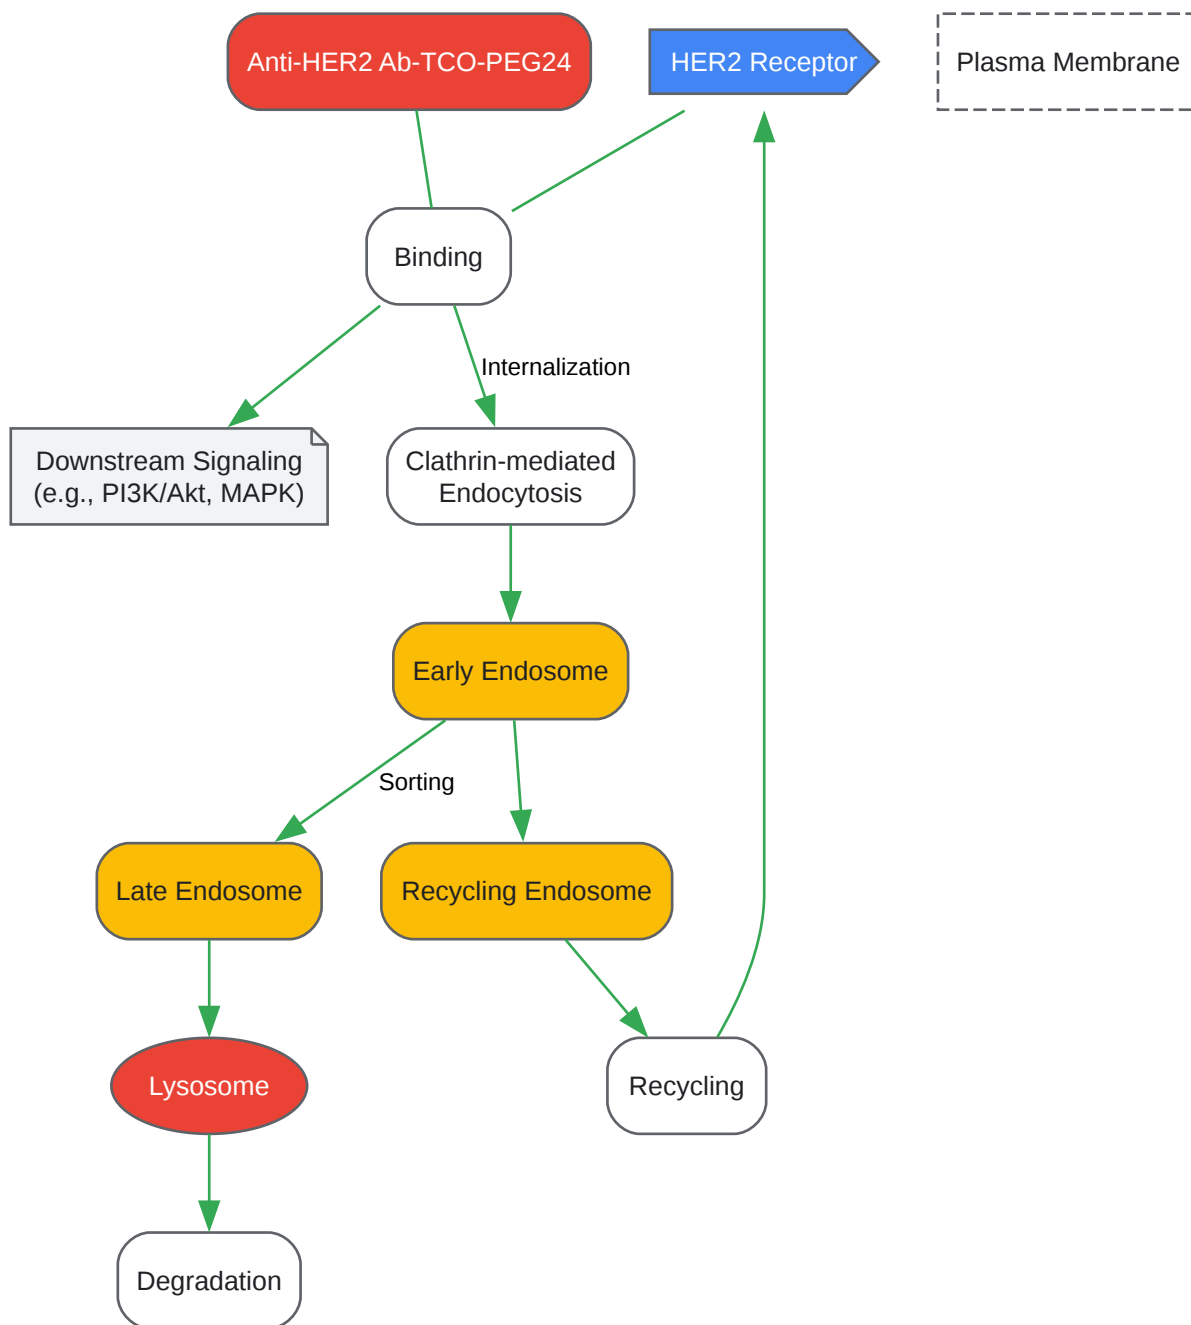 Anti-HER2 Ab-TCO-PEG24
HER2 Receptor
Plasma Membrane
Binding
Internalization
Downstream Signaling
(e.g., PI3K/Akt, MAPK)
Clathrin-mediated
Endocytosis
Early Endosome
Sorting
Late Endosome
Recycling Endosome
Lysosome
Recycling
Degradation